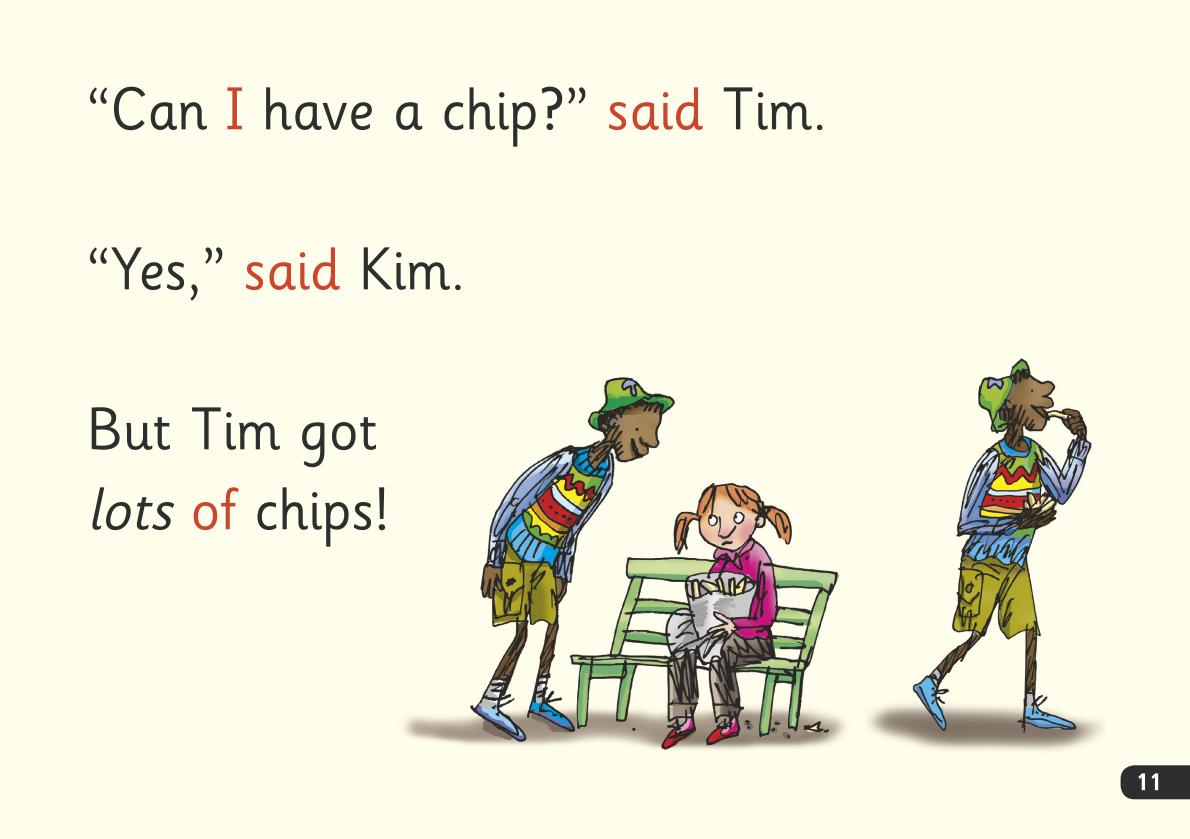 “Can I have a chip?” said Tim.
“Yes,” said Kim.
But Tim got
lots of chips!
11